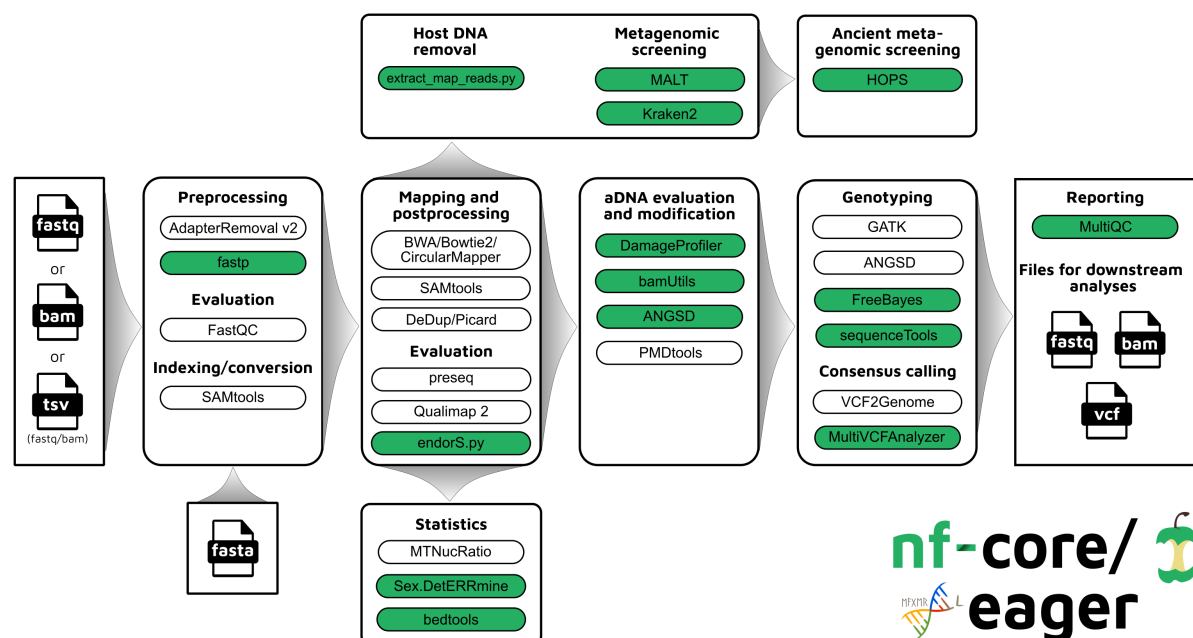 Host DNA
removal
extract_map_reads.py
Metagenomic
screening
MALT
Kraken2
Ancient meta-
genomic screening
HOPS
fastq
or
bam
or
tsv
(fastq/bam)
Preprocessing
AdapterRemoval v2
fastp
Evaluation
FastQC
Indexing/conversion
SAMtools
fasta
Mapping and
postprocessing
BWA/Bowtie2/
CircularMapper
SAMtools
DeDup/Picard
Evaluation
preseq
Qualimap 2
endorS.py
Statistics
MTNucRatio
Sex.DetERRmine
bedtools
aDNA evaluation
and modification
DamageProfiler
bamUtils
ANGSD
PMDtools
Genotyping
GATK
ANGSD
FreeBayes
sequenceTools
Consensus calling
VCF2Genome
MultiVCFAnalyzer
Reporting
MultiQC
Files for downstream
analyses
fastq
bam
vcf
nf-core/
eager